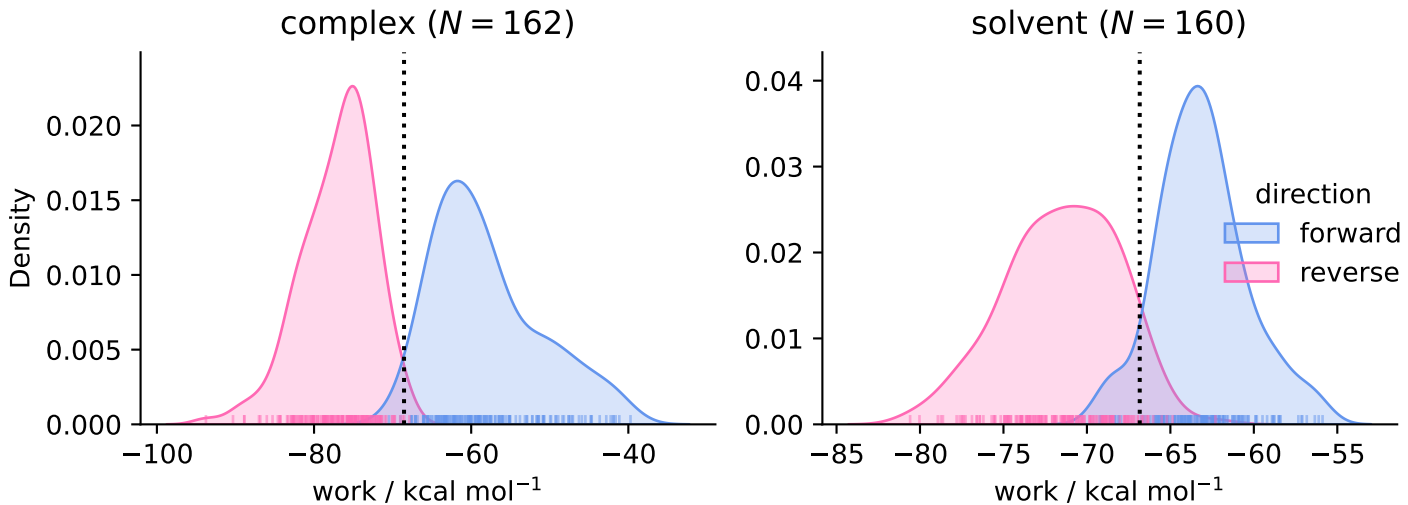 complex (N = 162)
Density
0.020
0.015
0.010
0.005
0.000
−100
−80
−60
−40
work / kcal mol⁻¹
solvent (N = 160)
0.04
0.03
0.02
0.01
0.00
−85
−80
−75
−70
−65
−60
−55
work / kcal mol⁻¹
direction
forward
reverse